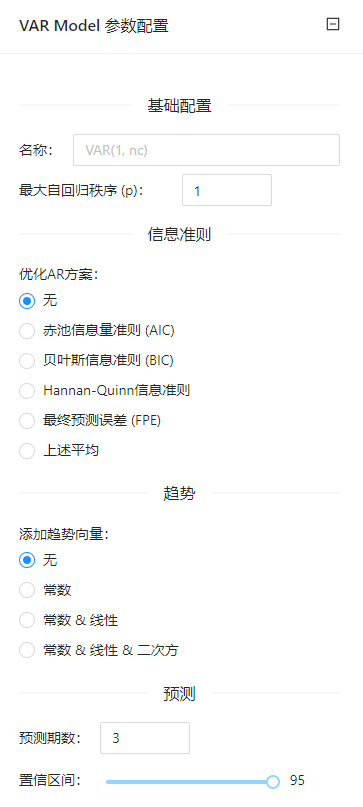 VAR Model 参数配置
基础配置
名称: VAR(1, nc)
最大自回归秩序 (p): 1
信息准则
优化AR方案:
无
赤池信息量准则 (AIC)
贝叶斯信息准则 (BIC)
Hannan-Quinn信息准则
最终预测误差 (FPE)
上述平均
趋势
添加趋势向量:
无
常数
常数 & 线性
常数 & 线性 & 二次方
预测
预测期数: 3
置信区间: 95